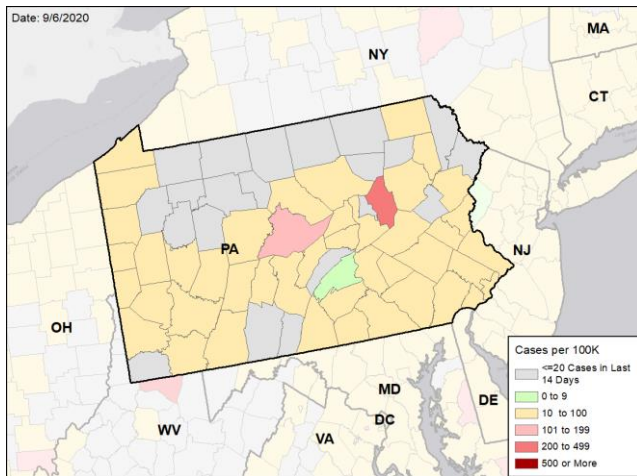 Date: 9/6/2020
NY
MA
CT
PA
NJ
OH
MD
DE
DC
WV
VA
Cases per 100K
<=20 Cases in Last
14 Days
0 to 9
10 to 100
101 to 199
200 to 499
500 or More